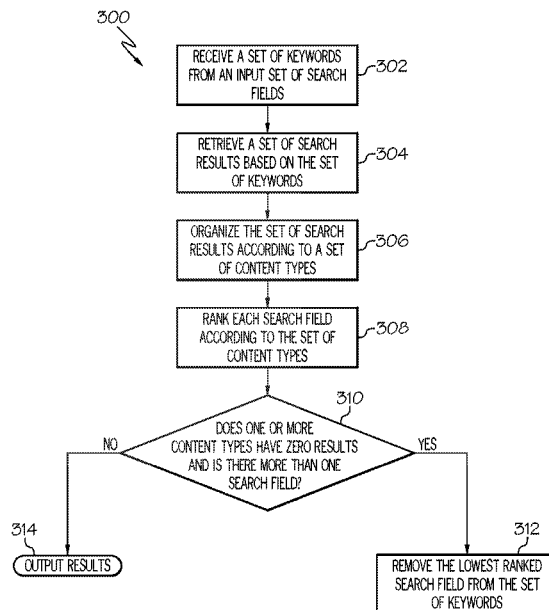 300
RECEIVE A SET OF KEYWORDS
FROM AN INPUT SET OF SEARCH
FIELDS
302
RETRIEVE A SET OF SEARCH
RESULTS BASED ON THE SET
OF KEYWORDS
304
ORGANIZE THE SET OF SEARCH
RESULTS ACCORDING TO A SET
OF CONTENT TYPES
306
RANK EACH SEARCH FIELD
ACCORDING TO THE SET OF
CONTENT TYPES
308
310
DOES ONE OR MORE
CONTENT TYPES HAVE ZERO RESULTS
AND IS THERE MORE THAN ONE
SEARCH FIELD?
NO
YES
314
OUTPUT RESULTS
312
REMOVE THE LOWEST RANKED
SEARCH FIELD FROM THE SET OF
KEYWORDS